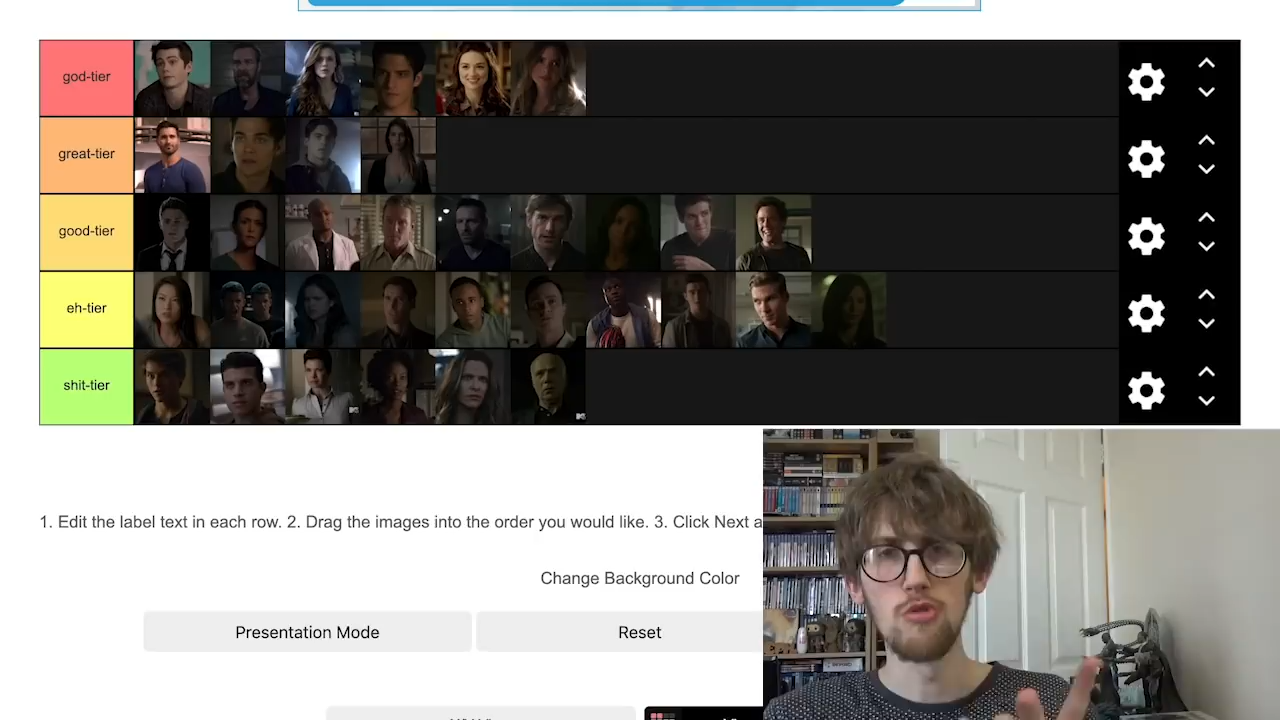 god-tier
great-tier
good-tier
eh-tier
shit-tier
1. Edit the label text in each row. 2. Drag the images into the order you would like. 3. Click Next a
Change Background Color
Presentation Mode
Reset